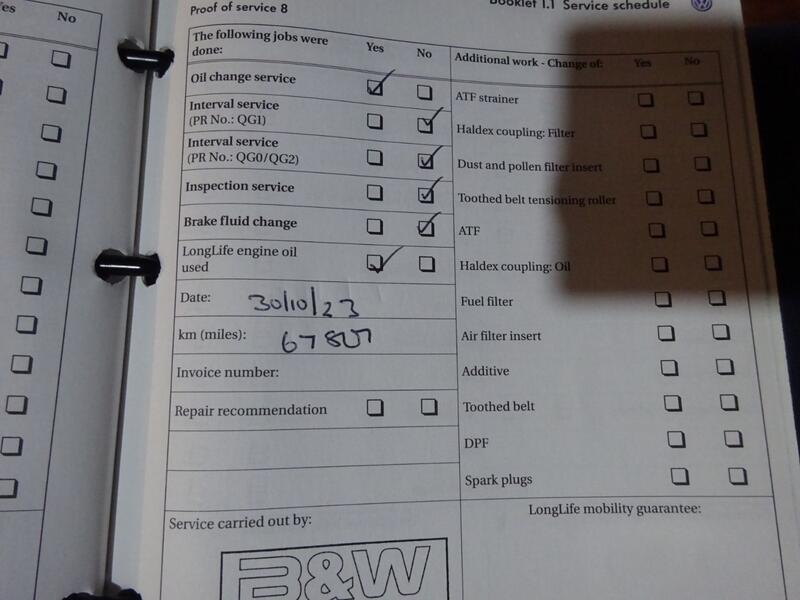 Proof of service 8
Booklet 1.1 Service schedule
Yes No
The following jobs were done: Yes No
Oil change service
Interval service
(PR No.: QG1)
Interval service
(PR No.: QG0/QG2)
Inspection service
Brake fluid change
LongLife engine oil
used
Date: 30/10/23
km (miles):
Invoice number:
Repair recommendation
Service carried out by:
B&W
Additional work - Change of: Yes No
ATF strainer
Haldex coupling: Filter
Dust and pollen filter insert
Toothed belt tensioning roller
ATF
Haldex coupling: Oil
Fuel filter
Air filter insert
Additive
Toothed belt
DPF
Spark plugs
LongLife mobility guarantee: